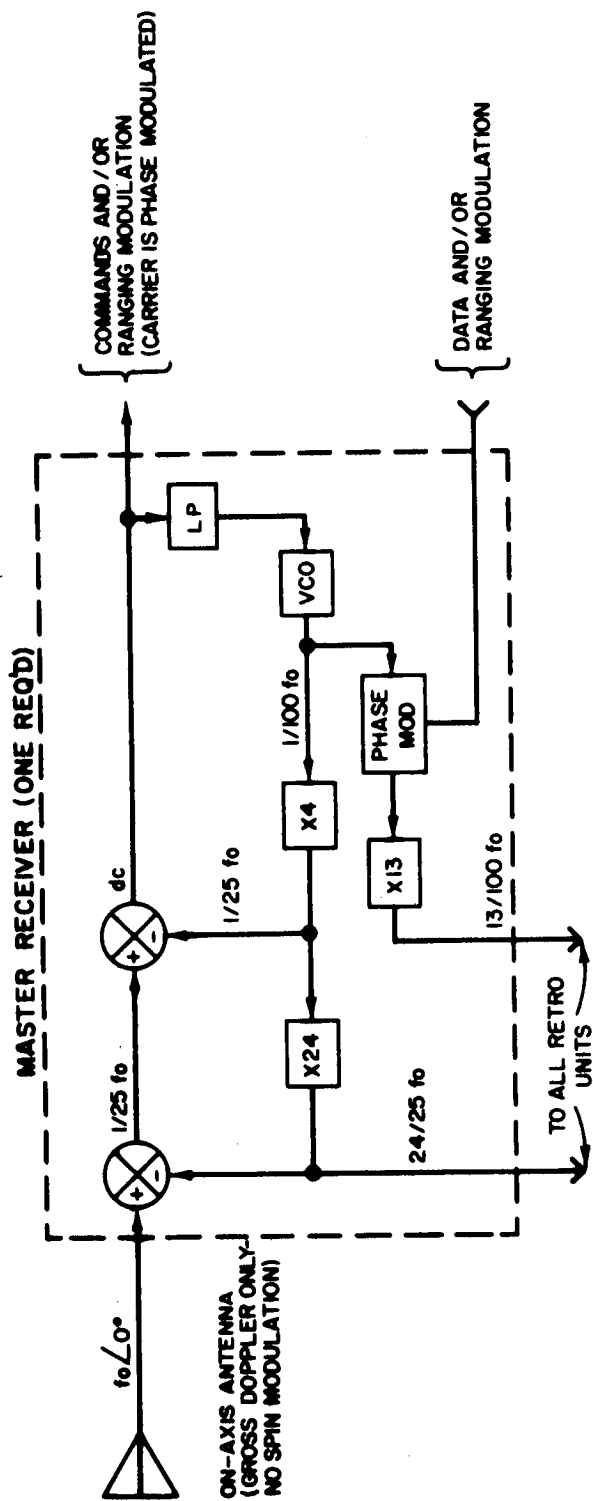 MASTER RECEIVER (ONE REQ'D)
COMMANDS AND/OR
RANGING MODULATION
(CARRIER IS PHASE MODULATED)
fo∠0°
1/25 fo
dc
+
-
+
-
LP
1/25 fo
1/100 fo
VCO
X24
X4
PHASE
MOD
X13
ON-AXIS ANTENNA
(GROSS DOPPLER ONLY-
NO SPIN MODULATION)
24/25 fo
13/100 fo
DATA AND/OR
RANGING MODULATION
TO ALL RETRO
UNITS